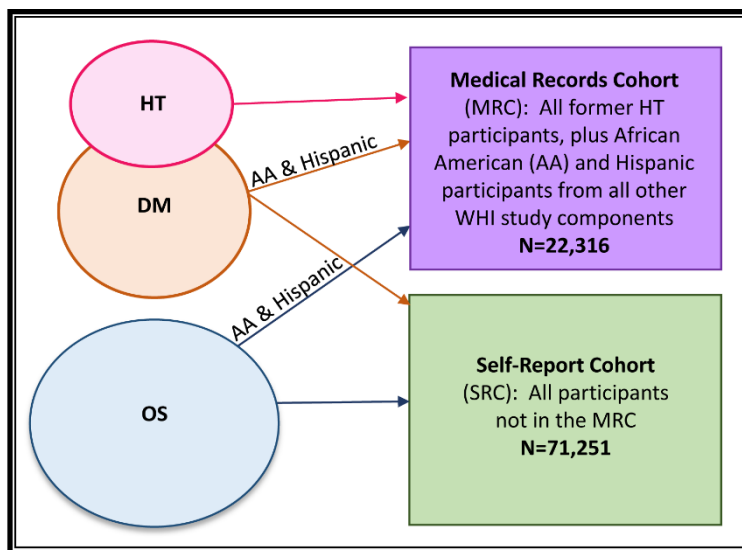 HT
DM
OS
AA & Hispanic
AA & Hispanic
Medical Records Cohort
(MRC): All former HT
participants, plus African
American (AA) and Hispanic
participants from all other
WHI study components
N=22,316
Self-Report Cohort
(SRC): All participants
not in the MRC
N=71,251